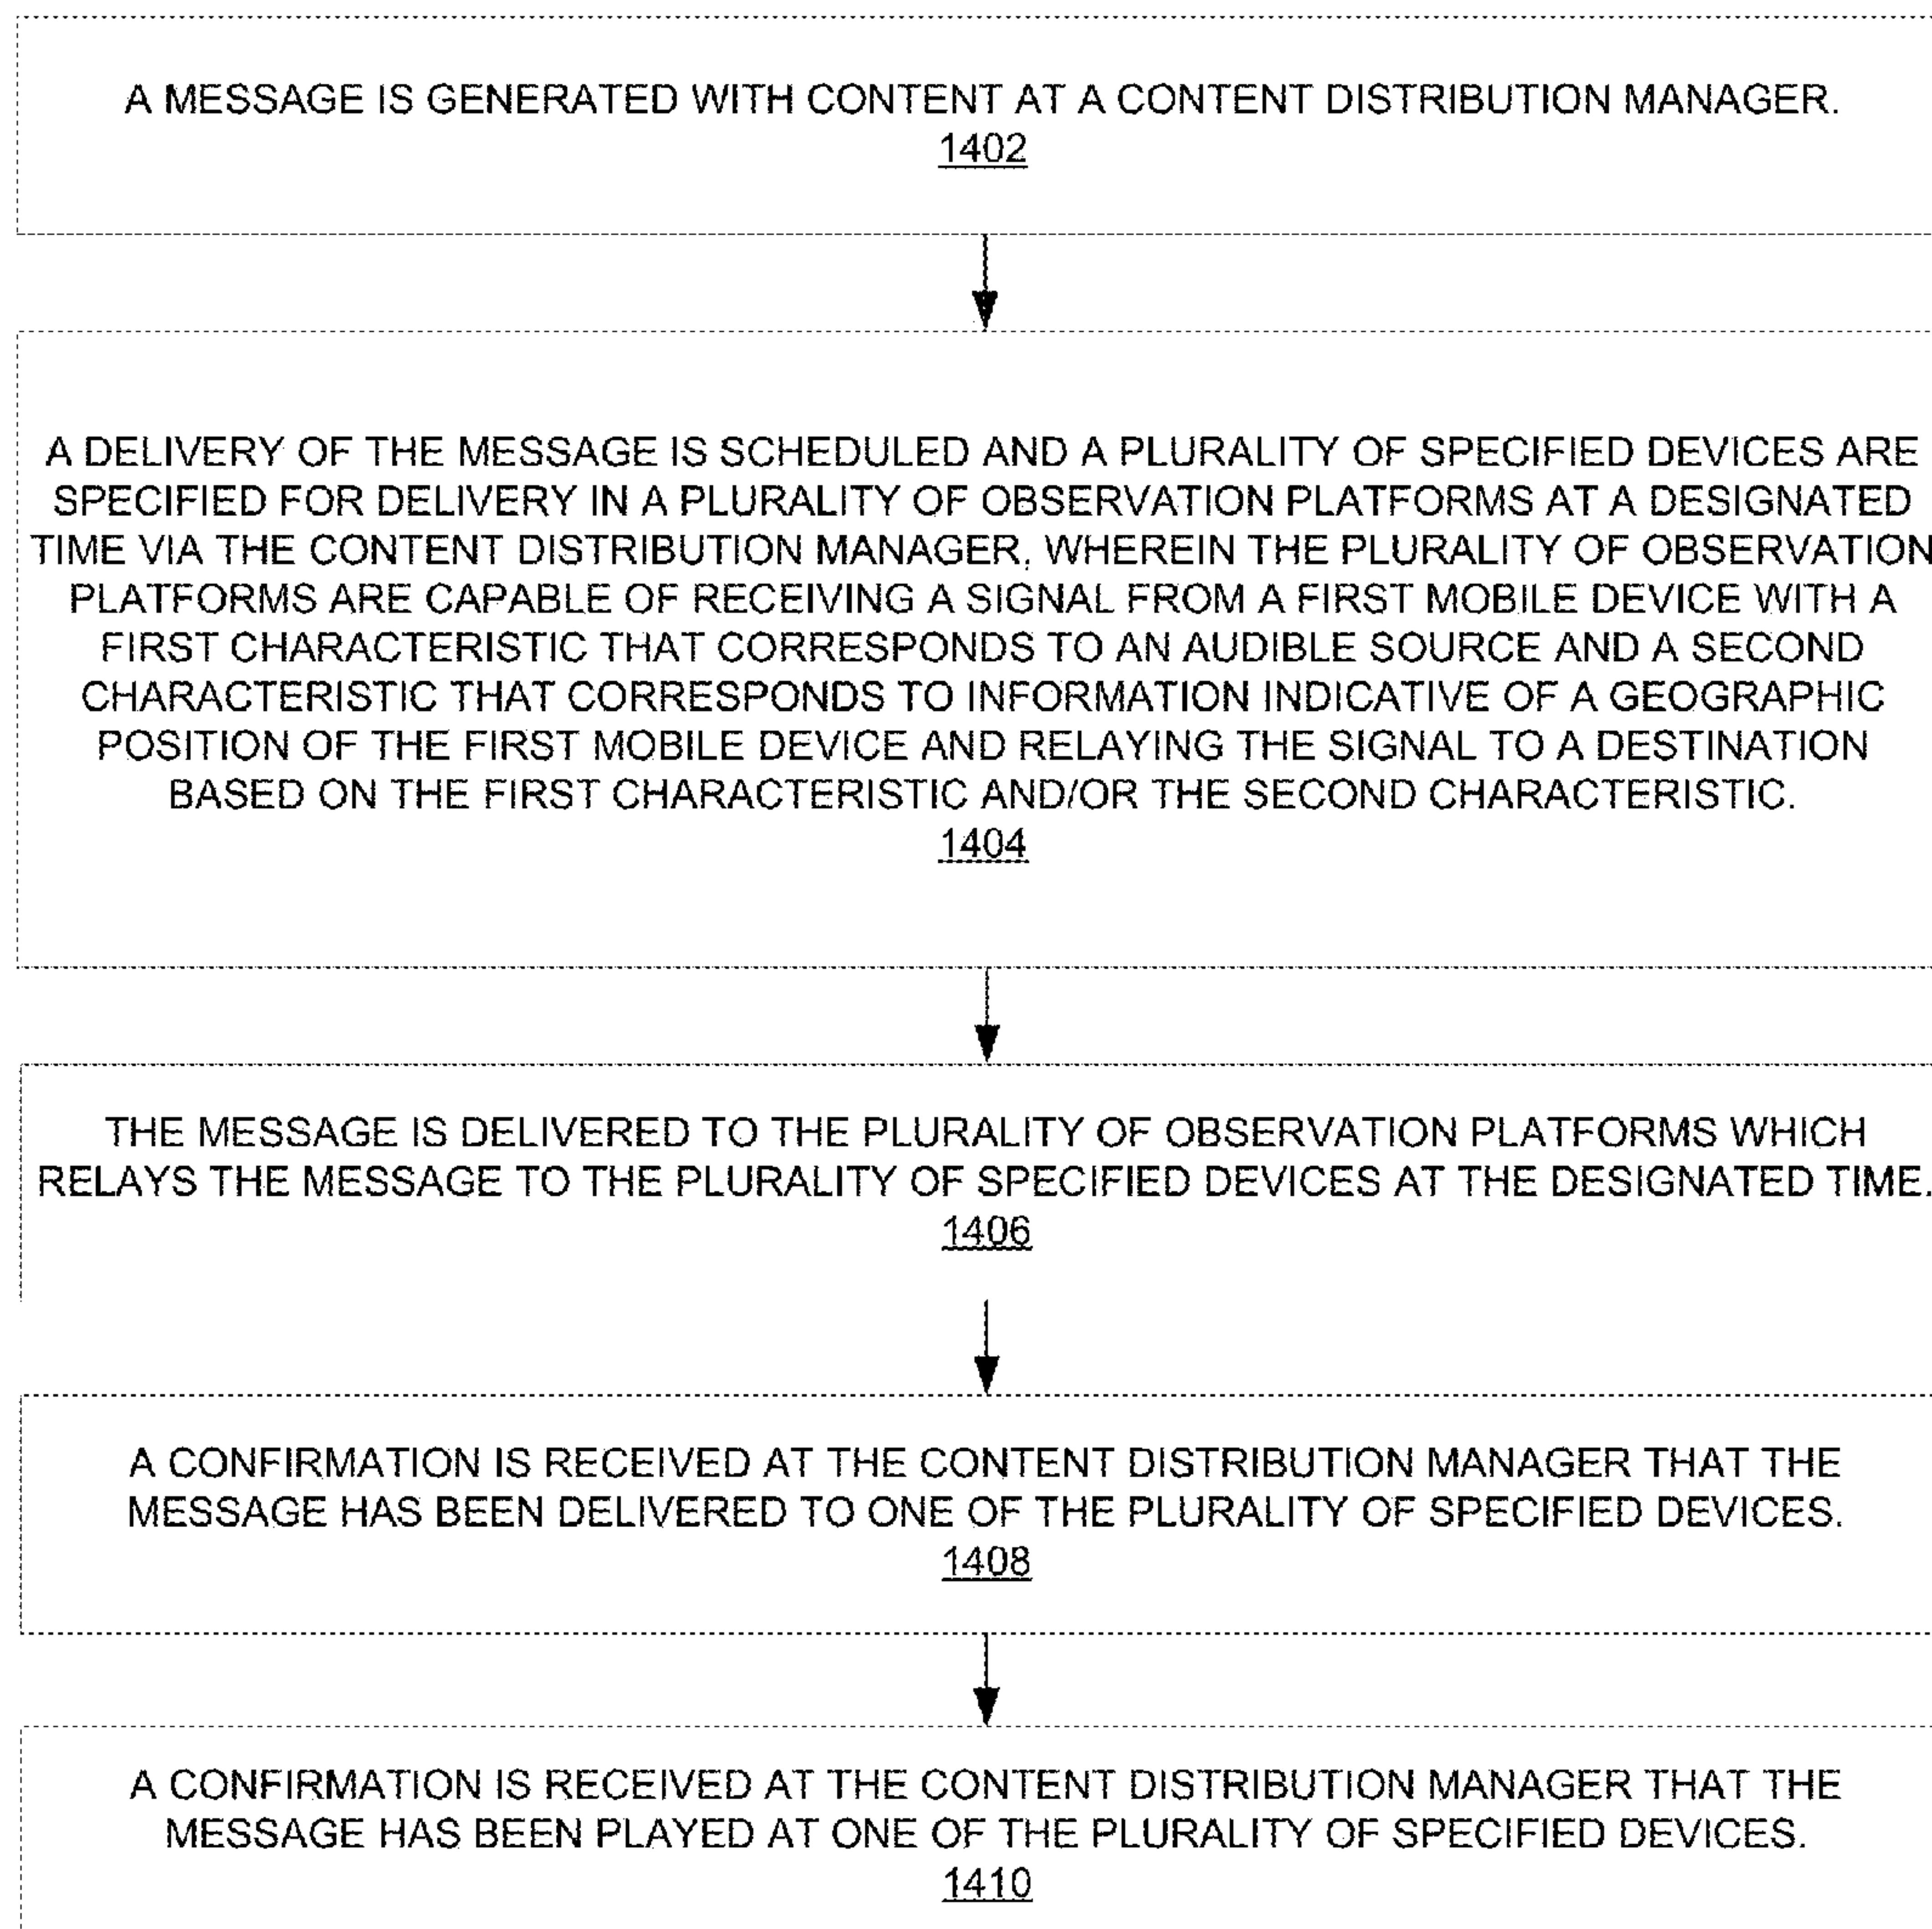 A MESSAGE IS GENERATED WITH CONTENT AT A CONTENT DISTRIBUTION MANAGER.
1402
A DELIVERY OF THE MESSAGE IS SCHEDULED AND A PLURALITY OF SPECIFIED DEVICES ARE
SPECIFIED FOR DELIVERY IN A PLURALITY OF OBSERVATION PLATFORMS AT A DESIGNATED
TIME VIA THE CONTENT DISTRIBUTION MANAGER, WHEREIN THE PLURALITY OF OBSERVATION
PLATFORMS ARE CAPABLE OF RECEIVING A SIGNAL FROM A FIRST MOBILE DEVICE WITH A
FIRST CHARACTERISTIC THAT CORRESPONDS TO AN AUDIBLE SOURCE AND A SECOND
CHARACTERISTIC THAT CORRESPONDS TO INFORMATION INDICATIVE OF A GEOGRAPHIC
POSITION OF THE FIRST MOBILE DEVICE AND RELAYING THE SIGNAL TO A DESTINATION
BASED ON THE FIRST CHARACTERISTIC AND/OR THE SECOND CHARACTERISTIC.
1404
THE MESSAGE IS DELIVERED TO THE PLURALITY OF OBSERVATION PLATFORMS WHICH
RELAYS THE MESSAGE TO THE PLURALITY OF SPECIFIED DEVICES AT THE DESIGNATED TIME.
1406
A CONFIRMATION IS RECEIVED AT THE CONTENT DISTRIBUTION MANAGER THAT THE
MESSAGE HAS BEEN DELIVERED TO ONE OF THE PLURALITY OF SPECIFIED DEVICES.
1408
A CONFIRMATION IS RECEIVED AT THE CONTENT DISTRIBUTION MANAGER THAT THE
MESSAGE HAS BEEN PLAYED AT ONE OF THE PLURALITY OF SPECIFIED DEVICES.
1410